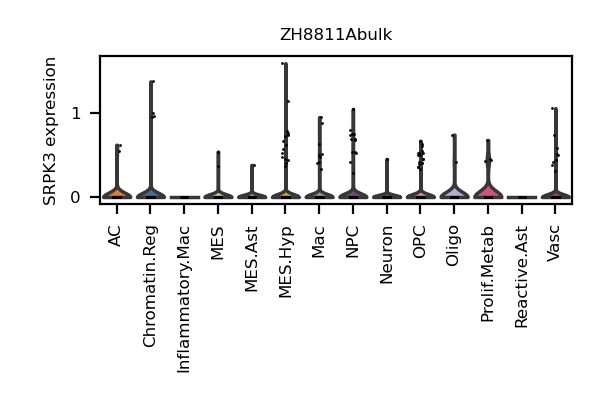 ZH8811Abulk
SRPK3 expression
1
0
AC
Chromatin.Reg
Inflammatory.Mac
MES
MES.Ast
MES.Hyp
Mac
NPC
Neuron
OPC
Oligo
Prolif.Metab
Reactive.Ast
Vasc